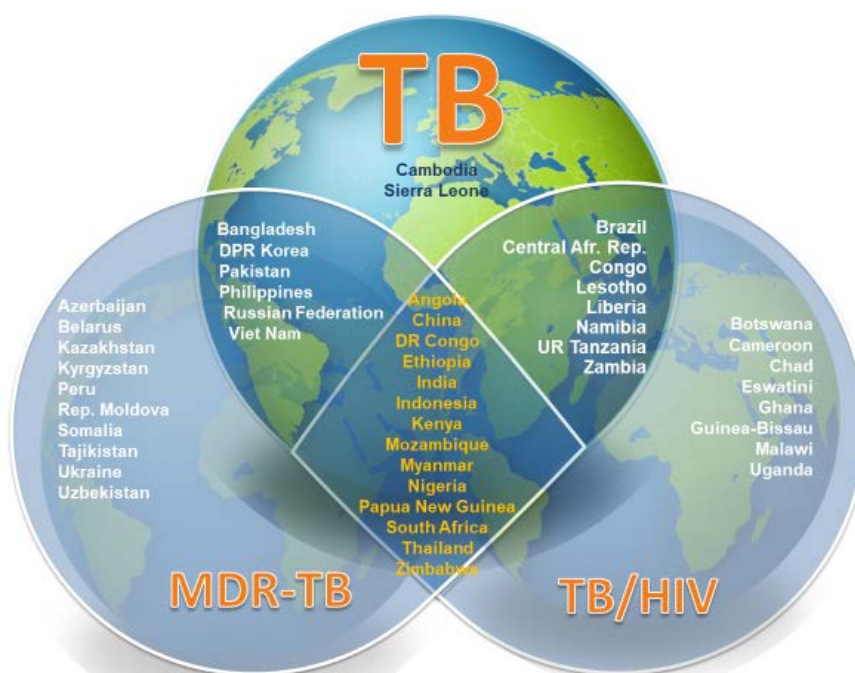 TB
Cambodia
Sierra Leone
Bangladesh
DPR Korea
Pakistan
Philippines
Russian Federation
Viet Nam
Brazil
Central Afr. Rep.
Congo
Lesotho
Liberia
Namibia
UR Tanzania
Zambia
Azerbaijan
Belarus
Kazakhstan
Kyrgyzstan
Peru
Rep. Moldova
Somalia
Tajikistan
Ukraine
Uzbekistan
Angola
China
DR Congo
Ethiopia
India
Indonesia
Kenya
Mozambique
Myanmar
Nigeria
Papua New Guinea
South Africa
Thailand
Zimbabwe
Botswana
Cameroon
Chad
Eswatini
Ghana
Guinea-Bissau
Malawi
Uganda
MDR-TB
TB/HIV